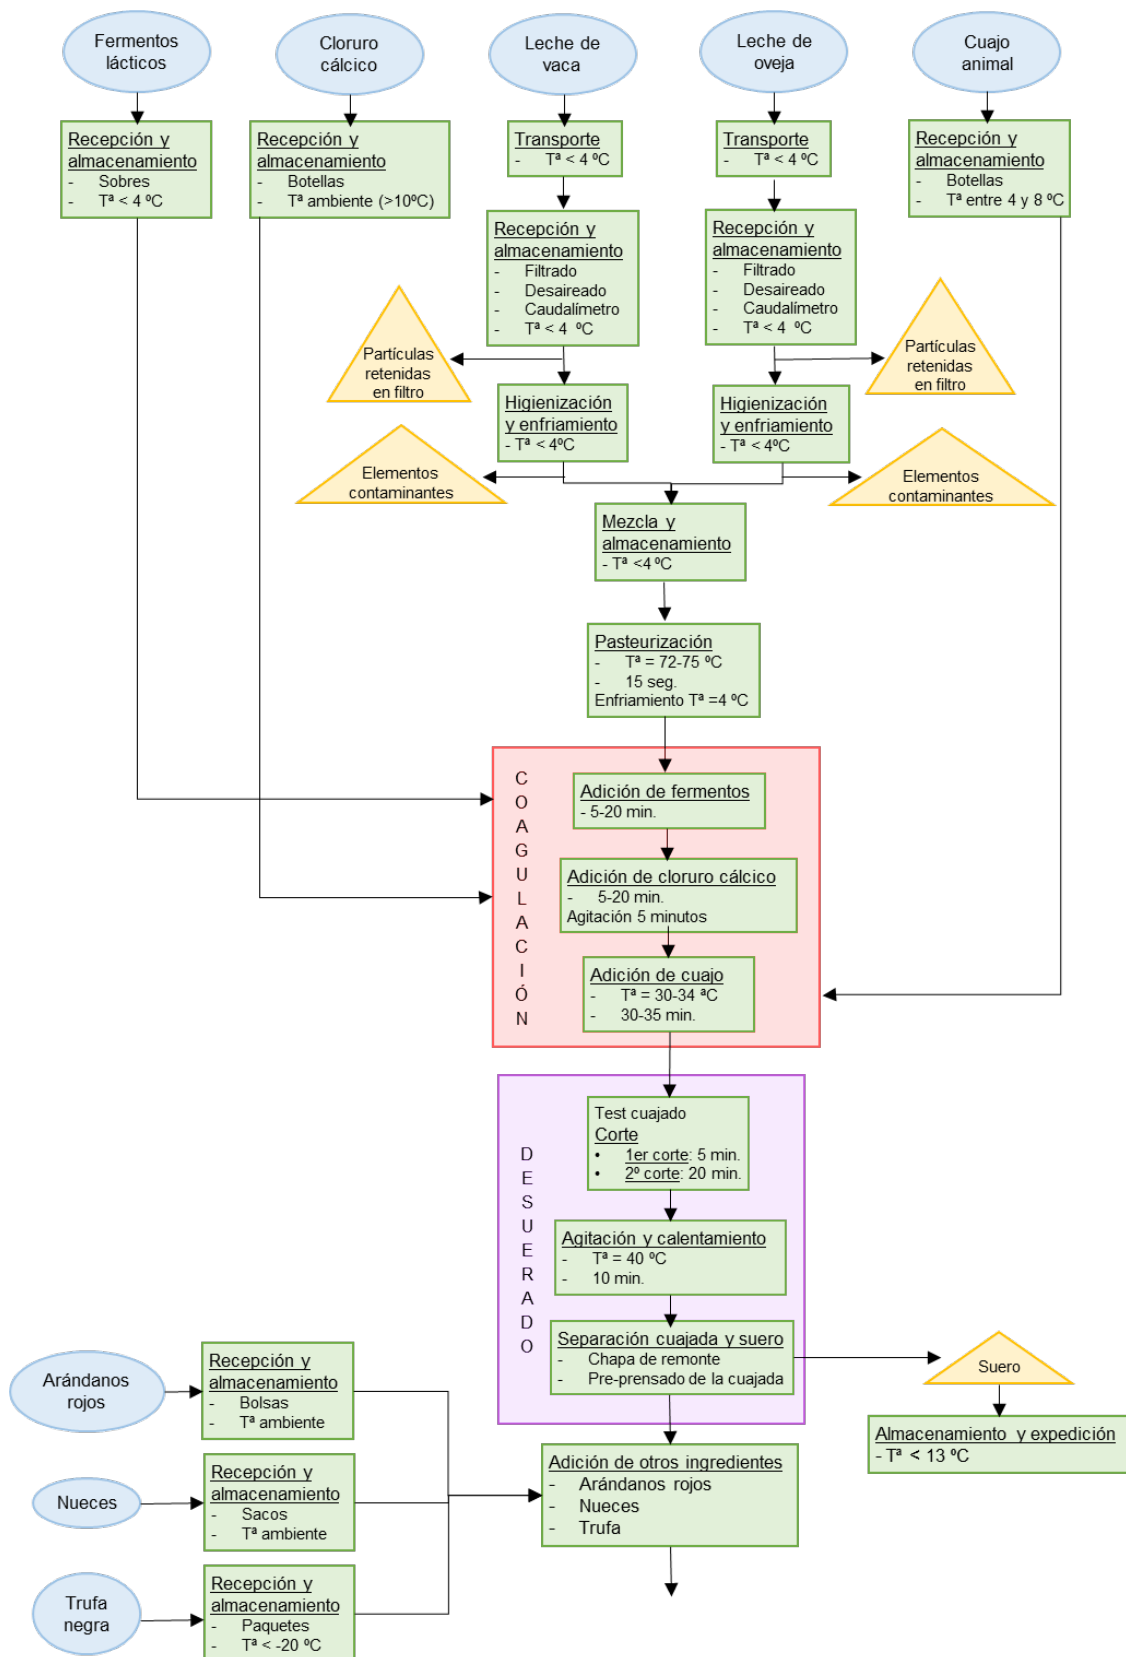 Fermentos
lácticos
Cloruro
cálcico
Leche de
vaca
Leche de
oveja
Cuajo
animal
Recepción y
almacenamiento
- Sobres
- Tª < 4 ºC
Recepción y
almacenamiento
- Botellas
- Tª ambiente (>10ºC)
Transporte
- Tª < 4 ºC
Transporte
- Tª < 4 ºC
Recepción y
almacenamiento
- Botellas
- Tª entre 4 y 8 ºC
Recepción y
almacenamiento
- Filtrado
- Desaireado
- Caudalímetro
- Tª < 4 ºC
Recepción y
almacenamiento
- Filtrado
- Desaireado
- Caudalímetro
- Tª < 4 ºC
Partículas
retenidas
en filtro
Partículas
retenidas
en filtro
Higienización
y enfriamiento
- Tª < 4ºC
Higienización
y enfriamiento
- Tª < 4ºC
Elementos
contaminantes
Elementos
contaminantes
Mezcla y
almacenamiento
- Tª <4 ºC
Pasteurización
- Tª = 72-75 ºC
- 15 seg.
Enfriamiento Tª =4 ºC
COAGULACIÓN
Adición de fermentos
- 5-20 min.
Adición de cloruro cálcico
- 5-20 min.
Agitación 5 minutos
Adición de cuajo
- Tª = 30-34 ªC
- 30-35 min.
DESUERADO
Test cuajado
Corte
• 1er corte: 5 min.
• 2º corte: 20 min.
Agitación y calentamiento
- Tª = 40 ºC
- 10 min.
Separación cuajada y suero
- Chapa de remonte
- Pre-prensado de la cuajada
Suero
Almacenamiento y expedición
- Tª < 13 ºC
Arándanos
rojos
Recepción y
almacenamiento
- Bolsas
- Tª ambiente
Nueces
Recepción y
almacenamiento
- Sacos
- Tª ambiente
Trufa
negra
Recepción y
almacenamiento
- Paquetes
- Tª < -20 ºC
Adición de otros ingredientes
- Arándanos rojos
- Nueces
- Trufa